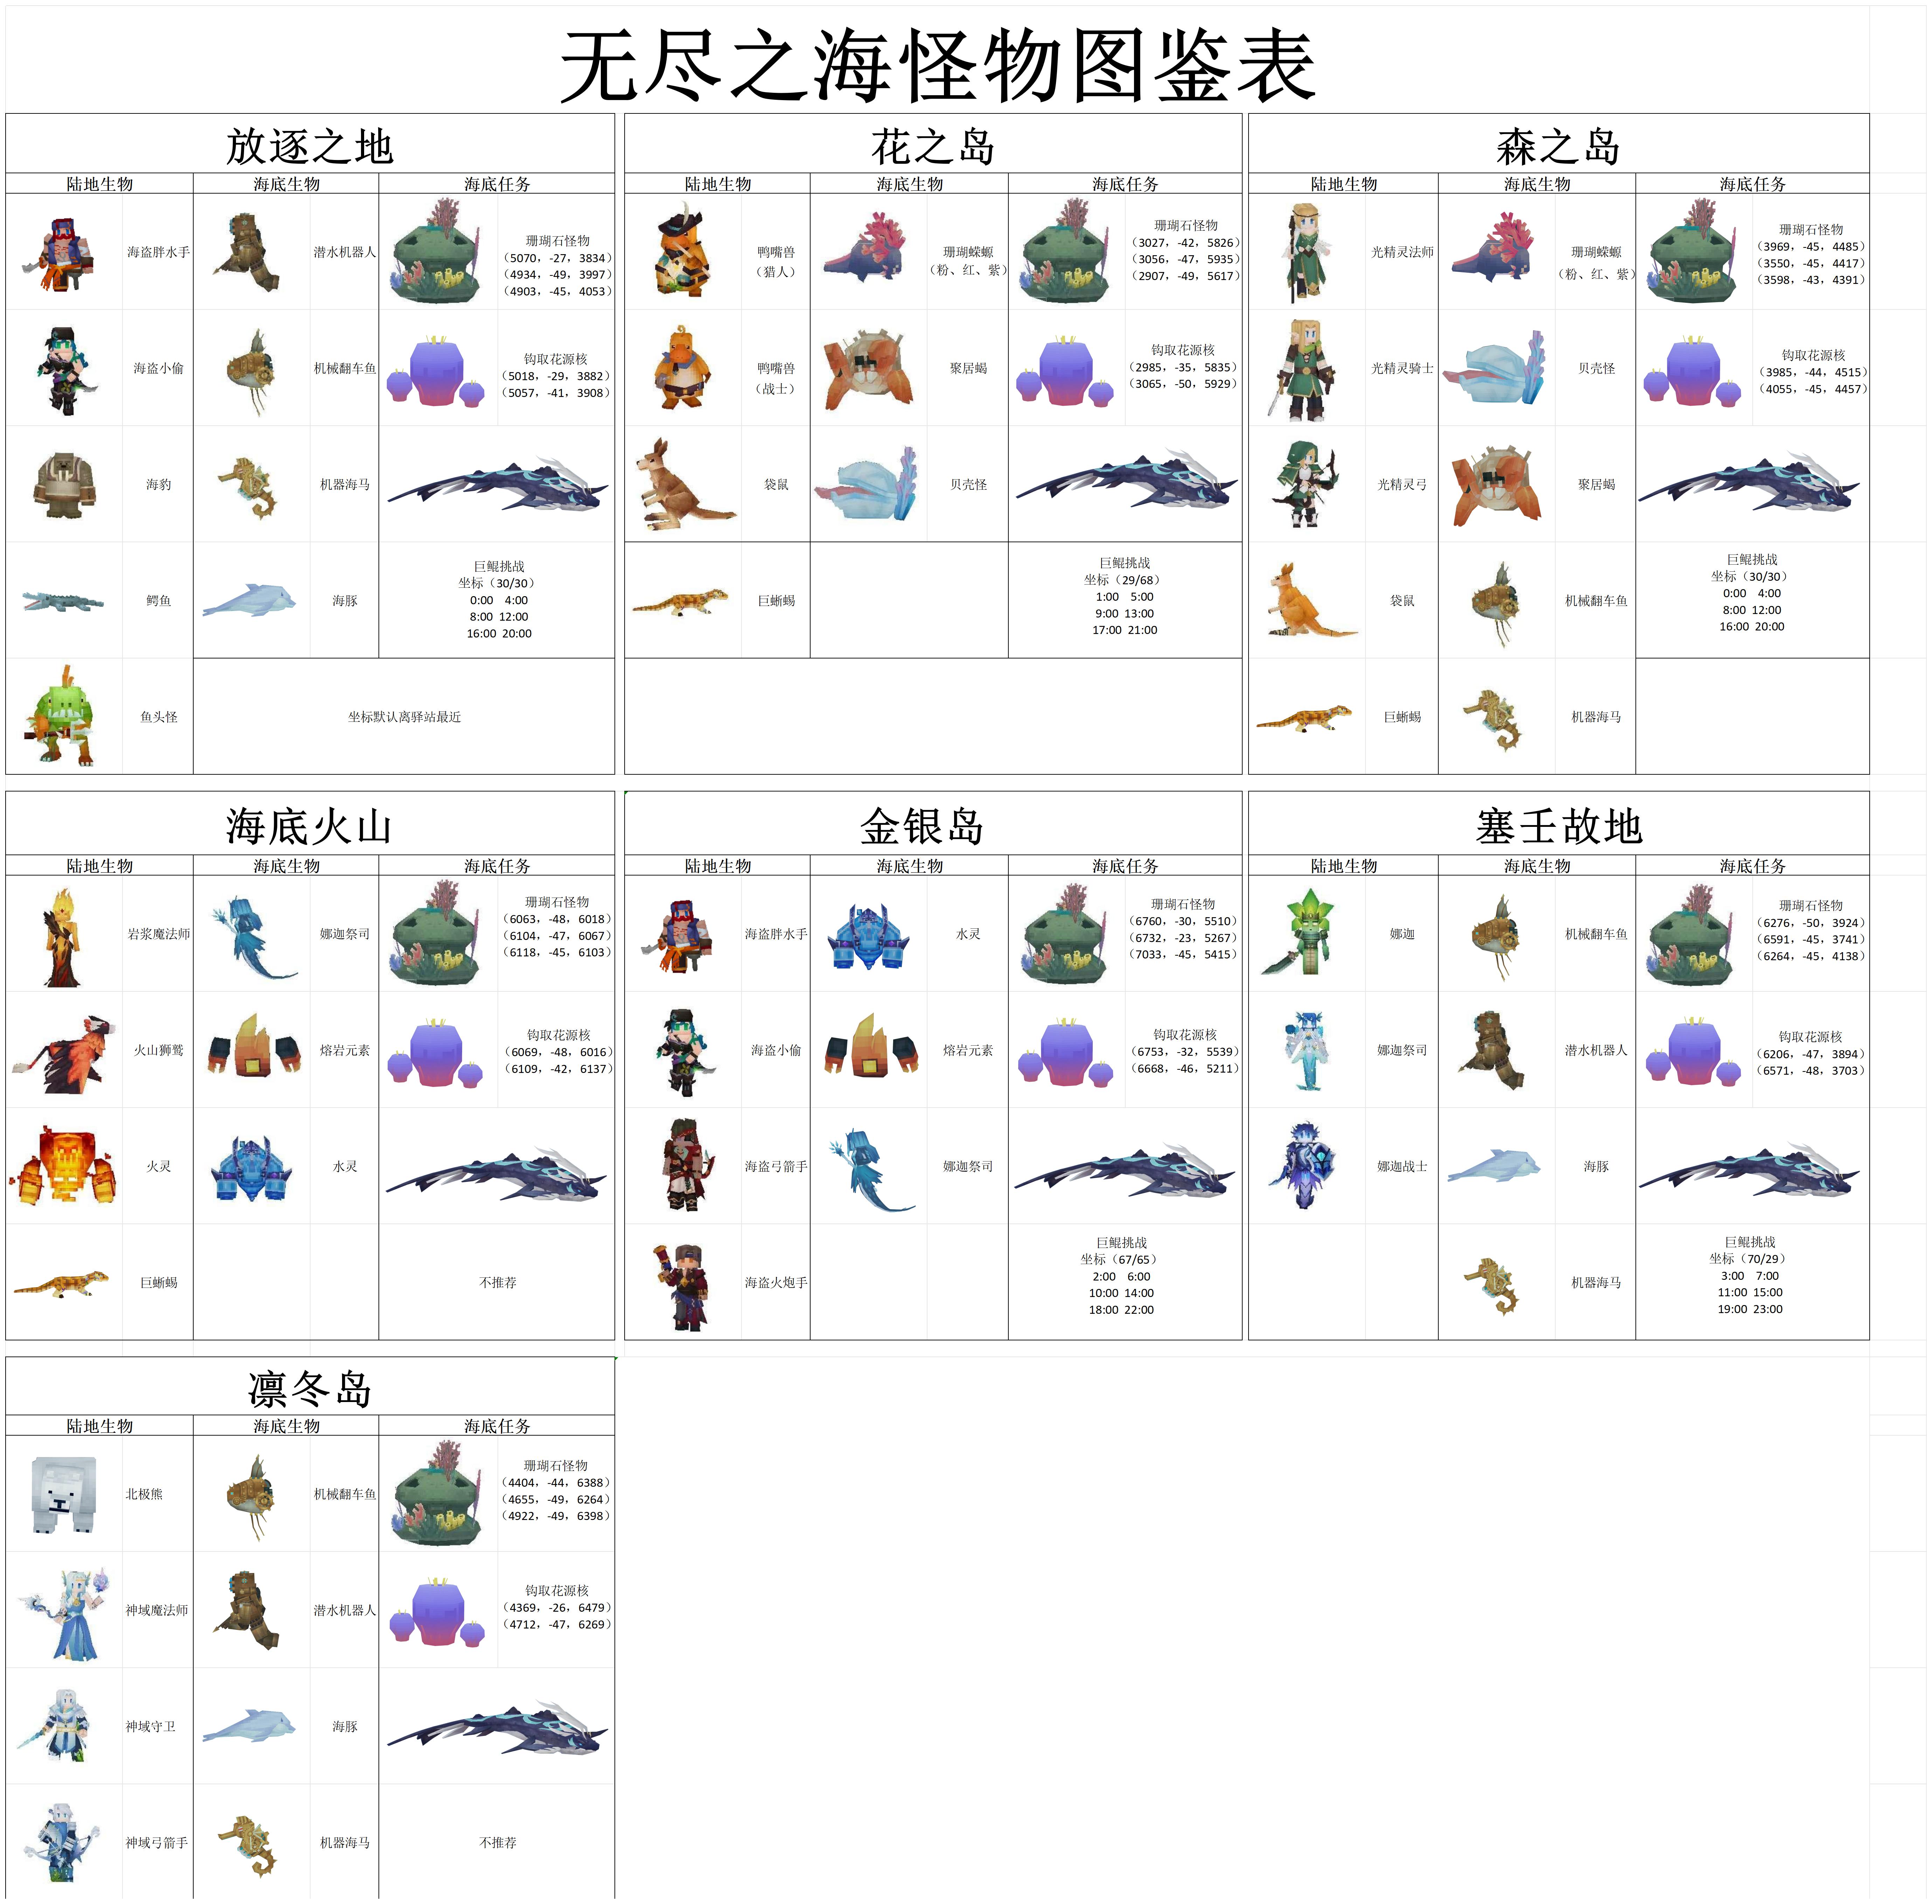 无尽之海怪物图鉴表
放逐之地
陆地生物
海底生物
海底任务
海盗胖水手
潜水机器人
珊瑚石怪物
（5070，-27，3834）
（4934，-49，3997）
（4903，-45，4053）
海盗小偷
机械翻车鱼
钩取花源核
（5018，-29，3882）
（5057，-41，3908）
海豹
机器海马
鳄鱼
海豚
巨鲲挑战
坐标（30/30）
0:00 4:00
8:00 12:00
16:00 20:00
鱼头怪
坐标默认离驿站最近
花之岛
陆地生物
海底生物
海底任务
鸭嘴兽
（猎人）
珊瑚蝾螈
（粉、红、紫）
珊瑚石怪物
（3027，-42，5826）
（3056，-47，5935）
（2907，-49，5617）
鸭嘴兽
（战士）
聚居蝎
钩取花源核
（2985，-35，5835）
（3065，-50，5929）
袋鼠
贝壳怪
巨蜥蜴
巨鲲挑战
坐标（29/68）
1:00 5:00
9:00 13:00
17:00 21:00
森之岛
陆地生物
海底生物
海底任务
光精灵法师
珊瑚蝾螈
（粉、红、紫）
珊瑚石怪物
（3969，-45，4485）
（3550，-45，4417）
（3598，-43，4391）
光精灵骑士
贝壳怪
钩取花源核
（3985，-44，4515）
（4055，-45，4457）
光精灵弓
聚居蝎
袋鼠
机械翻车鱼
巨鲲挑战
坐标（30/30）
0:00 4:00
8:00 12:00
16:00 20:00
巨蜥蜴
机器海马
海底火山
陆地生物
海底生物
海底任务
岩浆魔法师
娜迦祭司
珊瑚石怪物
（6063，-48，6018）
（6104，-47，6067）
（6118，-45，6103）
火山狮鹫
熔岩元素
钩取花源核
（6069，-48，6016）
（6109，-42，6137）
火灵
水灵
巨蜥蜴
不推荐
金银岛
陆地生物
海底生物
海底任务
海盗胖水手
水灵
珊瑚石怪物
（6760，-30，5510）
（6732，-23，5267）
（7033，-45，5415）
海盗小偷
熔岩元素
钩取花源核
（6753，-32，5539）
（6668，-46，5211）
海盗弓箭手
娜迦祭司
海盗火炮手
巨鲲挑战
坐标（67/65）
2:00 6:00
10:00 14:00
18:00 22:00
塞壬故地
陆地生物
海底生物
海底任务
娜迦
机械翻车鱼
珊瑚石怪物
（6276，-50，3924）
（6591，-45，3741）
（6264，-45，4138）
娜迦祭司
潜水机器人
钩取花源核
（6206，-47，3894）
（6571，-48，3703）
娜迦战士
海豚
机器海马
巨鲲挑战
坐标（70/29）
3:00 7:00
11:00 15:00
19:00 23:00
凛冬岛
陆地生物
海底生物
海底任务
北极熊
机械翻车鱼
珊瑚石怪物
（4404，-44，6388）
（4655，-49，6264）
（4922，-49，6398）
神域魔法师
潜水机器人
钩取花源核
（4369，-26，6479）
（4712，-47，6269）
神域守卫
海豚
神域弓箭手
机器海马
不推荐